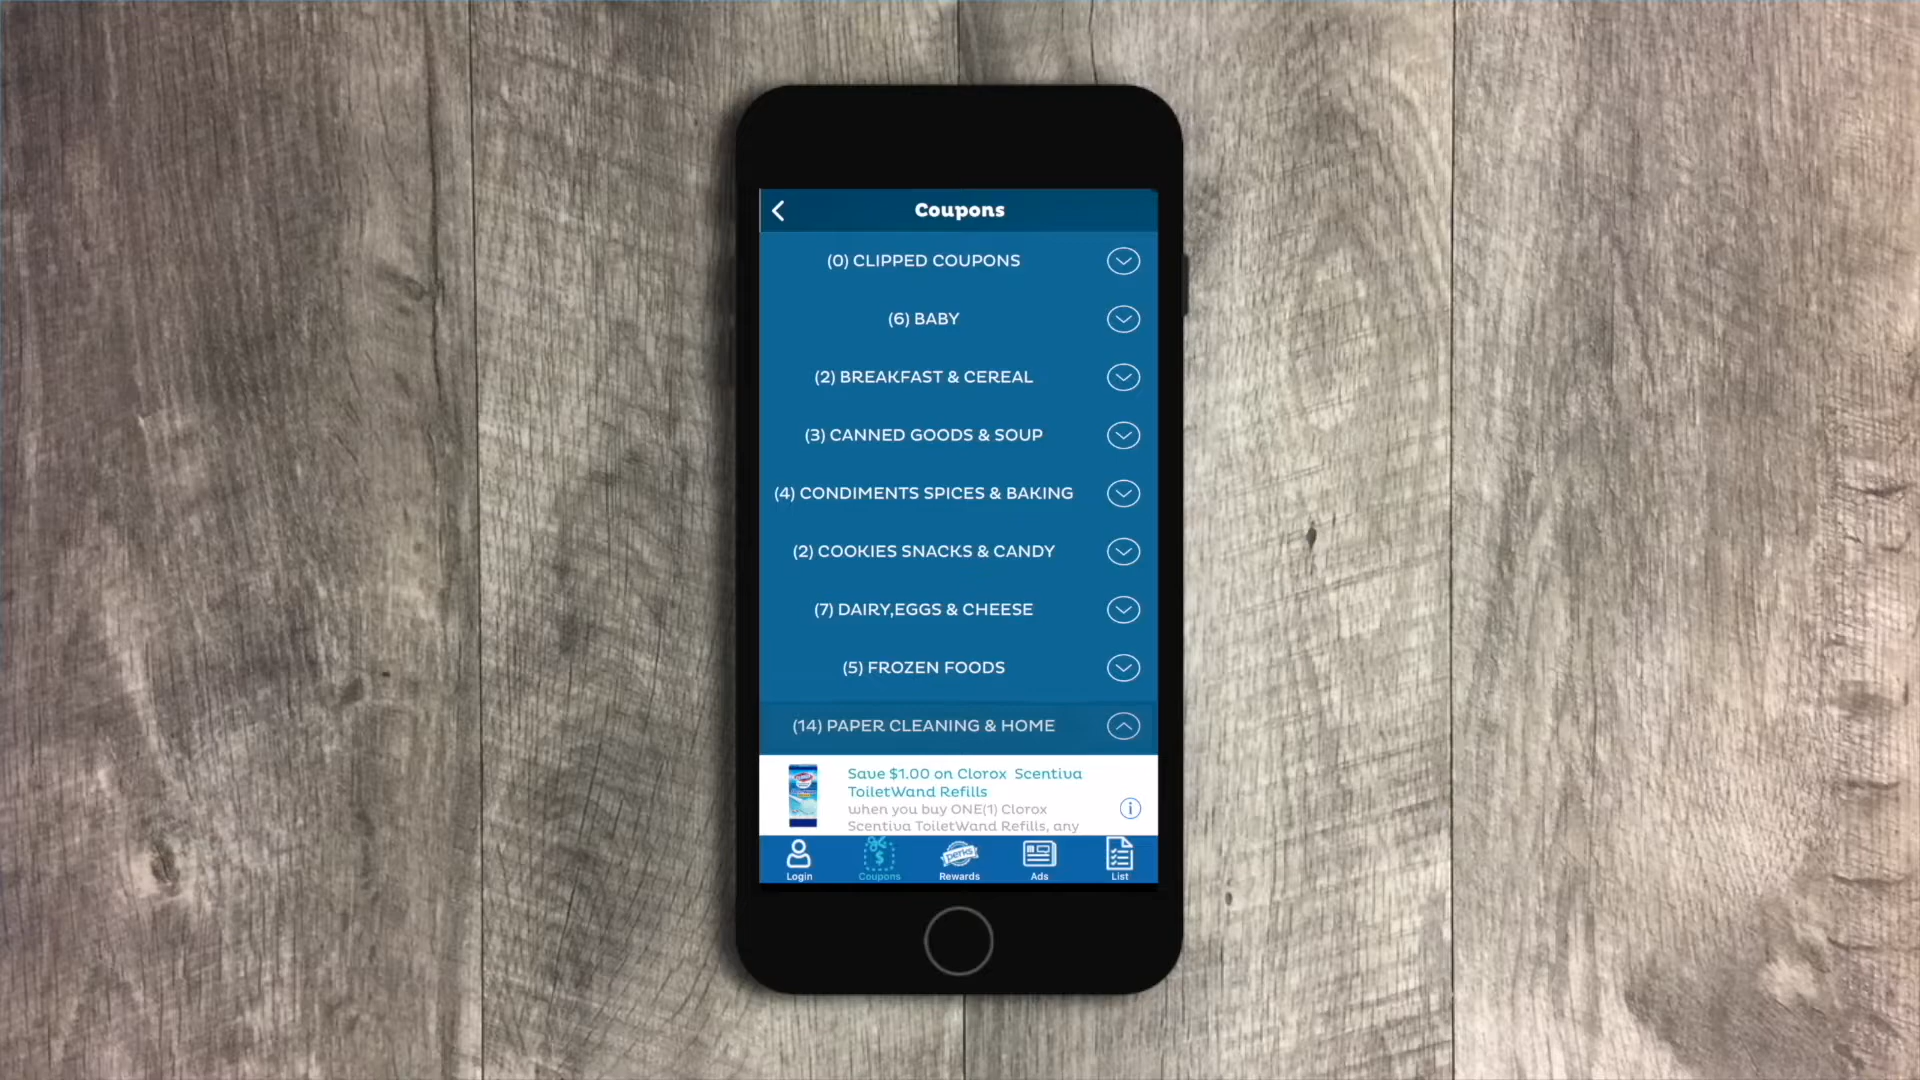 Coupons
(0) CLIPPED COUPONS
(6) BABY
(2) BREAKFAST & CEREAL
(3) CANNED GOODS & SOUP
(4) CONDIMENTS SPICES & BAKING
(2) COOKIES SNACKS & CANDY
(7) DAIRY,EGGS & CHEESE
(5) FROZEN FOODS
(14) PAPER CLEANING & HOME
Save $1.00 on Clorox Scentiva
ToiletWand Refills
when you buy ONE(1) Clorox
Scentiva ToiletWand Refills, any
$
perks
Login
Coupons
Rewards
Ads
List